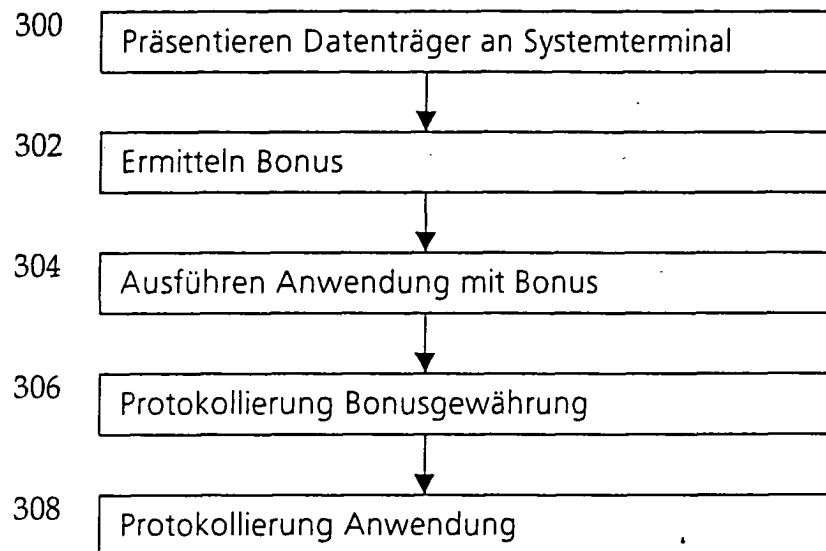 300 Präsentieren Datenträger an Systemterminal
302 Ermitteln Bonus
304 Ausführen Anwendung mit Bonus
306 Protokollierung Bonusgewährung
308 Protokollierung Anwendung